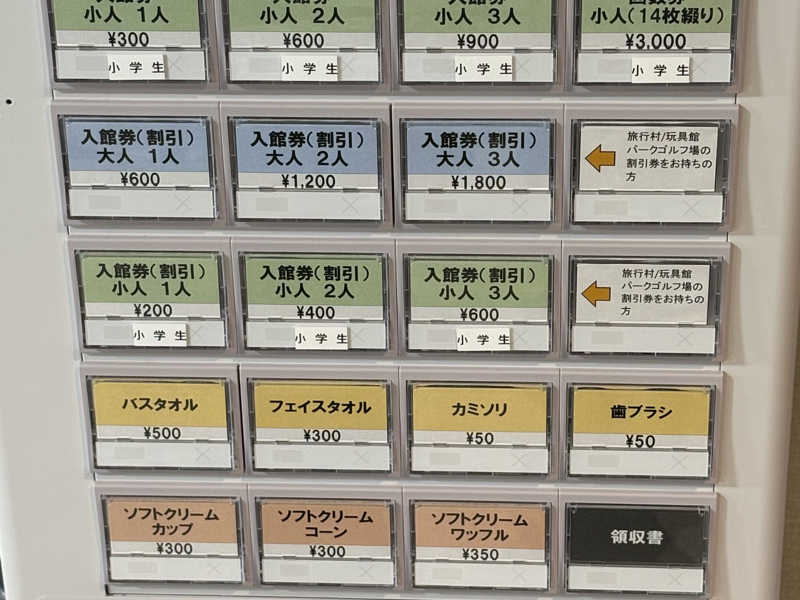 小人 1人
¥300
小学生
小人 2人
¥600
小学生
小人 3人
¥900
小学生
小人(14枚綴り)
¥3,000
小学生
入館券(割引)
大人 1人
¥600
入館券(割引)
大人 2人
¥1,200
入館券(割引)
大人 3人
¥1,800
旅行村/玩具館
パークゴルフ場の
割引券をお持ちの
方
入館券(割引)
小人 1人
¥200
小学生
入館券(割引)
小人 2人
¥400
小学生
入館券(割引)
小人 3人
¥600
小学生
旅行村/玩具館
パークゴルフ場の
割引券をお持ちの
方
バスタオル
¥500
フェイスタオル
¥300
カミソリ
¥50
歯ブラシ
¥50
ソフトクリーム
カップ
¥300
ソフトクリーム
コーン
¥300
ソフトクリーム
ワッフル
¥350
領収書